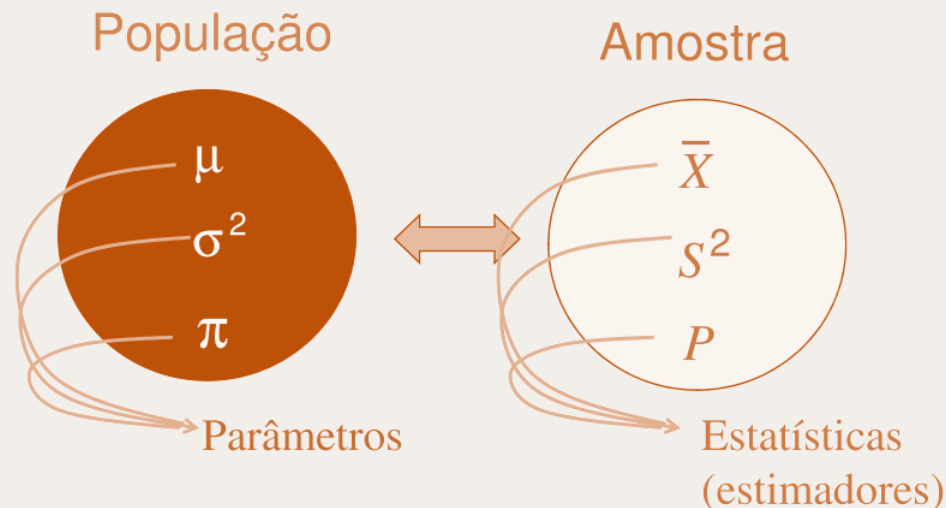 População
μ
σ²
π
Parâmetros
Amostra
X̄
S²
P
Estatísticas
(estimadores)